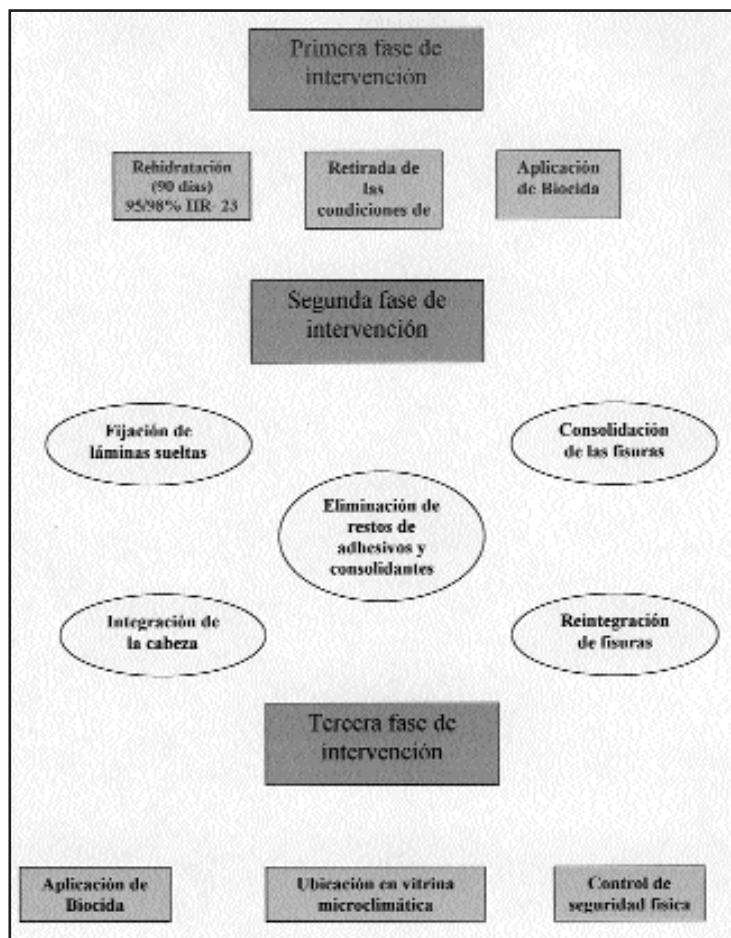 Primera fase de
intervención
Rehidratación
(90 días)
95/98% HR- 23
Retirada de
las
condiciones de
Aplicación
de Biocida
Segunda fase de
intervención
Fijación de
láminas sueltas
Consolidación
de las fisuras
Eliminación de
restos de
adhesivos y
consolidantes
Integración de
la cabeza
Reintegración
de fisuras
Tercera fase de
intervención
Aplicación de
Biocida
Ubicación en vitrina
microclimática
Control de
seguridad física